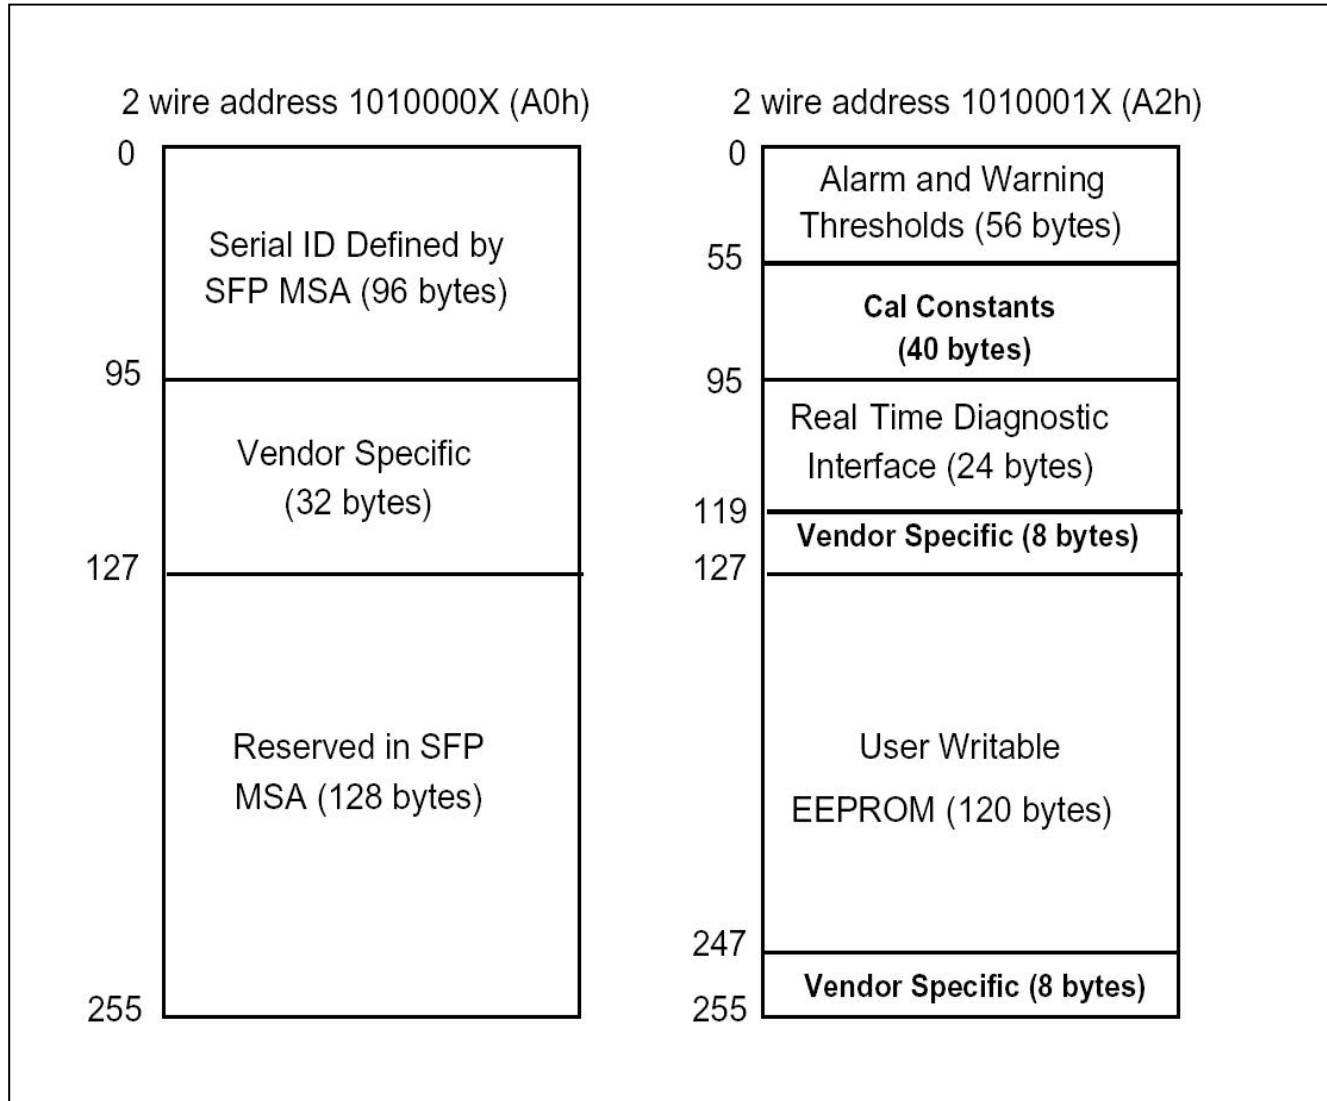 2 wire address 1010000X (A0h)
0
Serial ID Defined by
SFP MSA (96 bytes)
95
Vendor Specific
(32 bytes)
127
Reserved in SFP
MSA (128 bytes)
255
2 wire address 1010001X (A2h)
0
Alarm and Warning
Thresholds (56 bytes)
55
Cal Constants
(40 bytes)
95
Real Time Diagnostic
Interface (24 bytes)
119
Vendor Specific (8 bytes)
127
User Writable
EEPROM (120 bytes)
247
Vendor Specific (8 bytes)
255